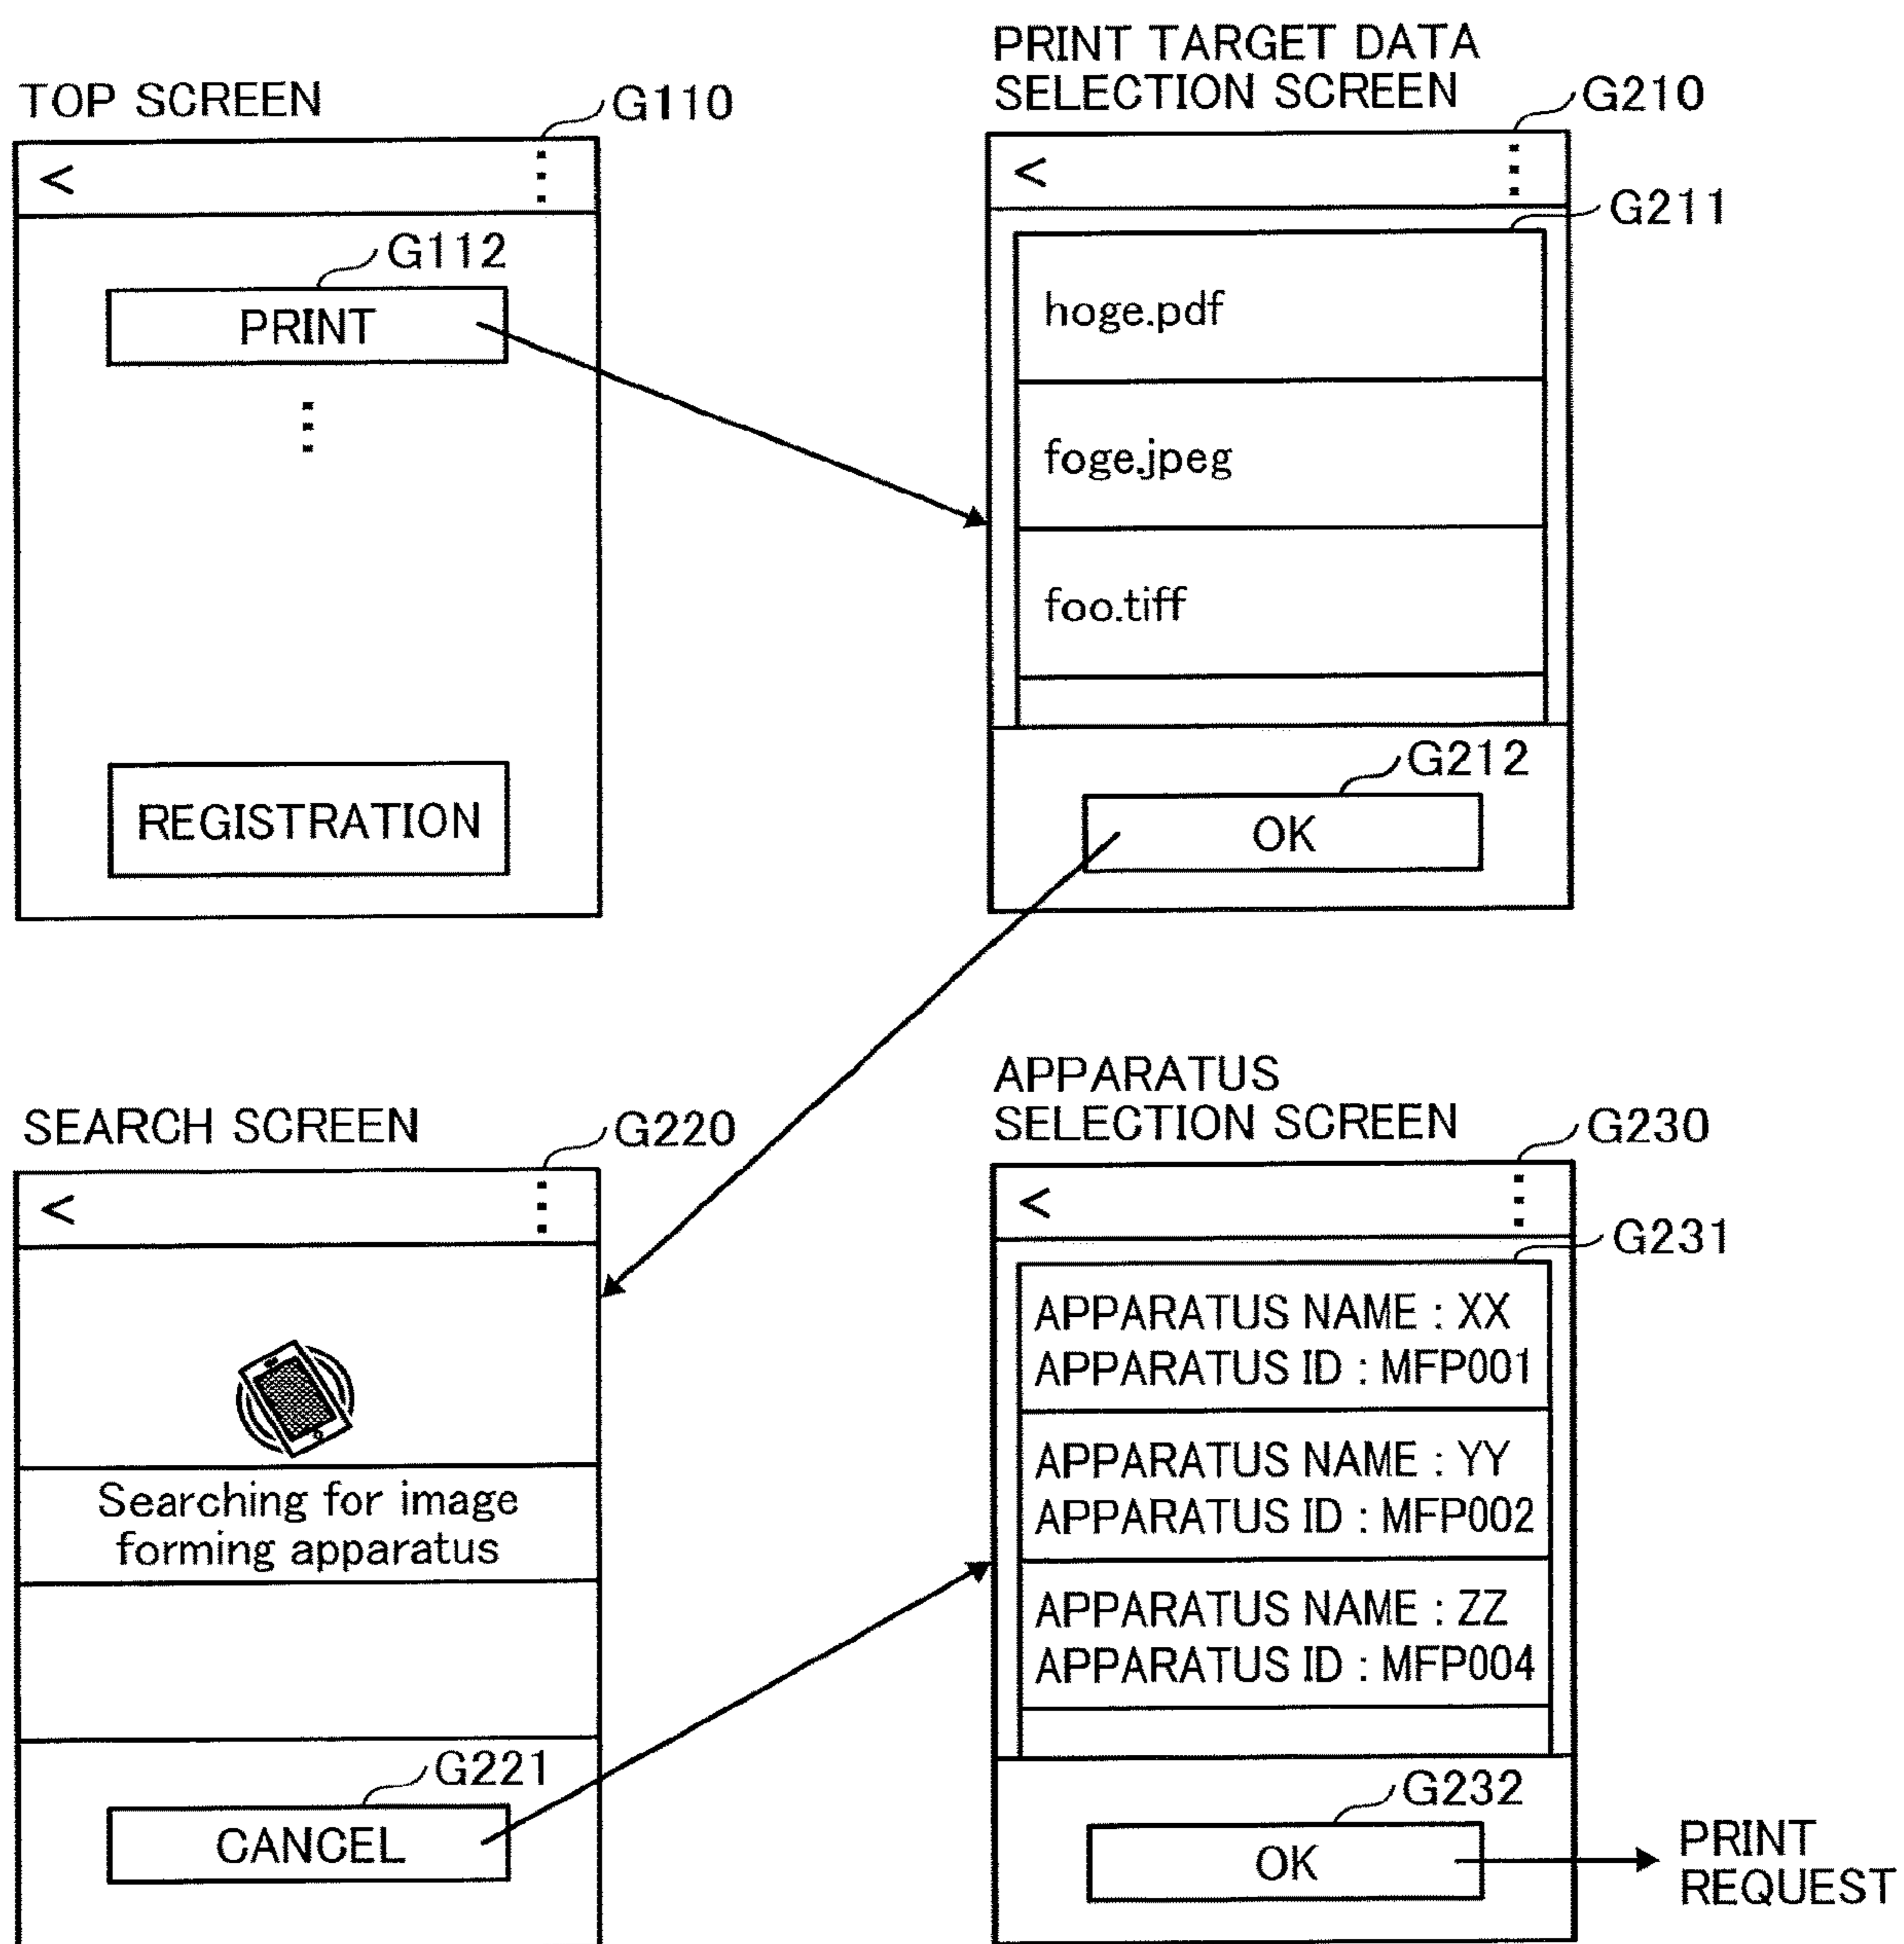 TOP SCREEN
G110
<
G112
PRINT
REGISTRATION
PRINT TARGET DATA
SELECTION SCREEN
G210
<
G211
hoge.pdf
foge.jpeg
foo.tiff
G212
OK
SEARCH SCREEN
G220
<
Searching for image
forming apparatus
G221
CANCEL
APPARATUS
SELECTION SCREEN
G230
<
G231
APPARATUS NAME : XX
APPARATUS ID : MFP001
APPARATUS NAME : YY
APPARATUS ID : MFP002
APPARATUS NAME : ZZ
APPARATUS ID : MFP004
G232
OK
PRINT
REQUEST